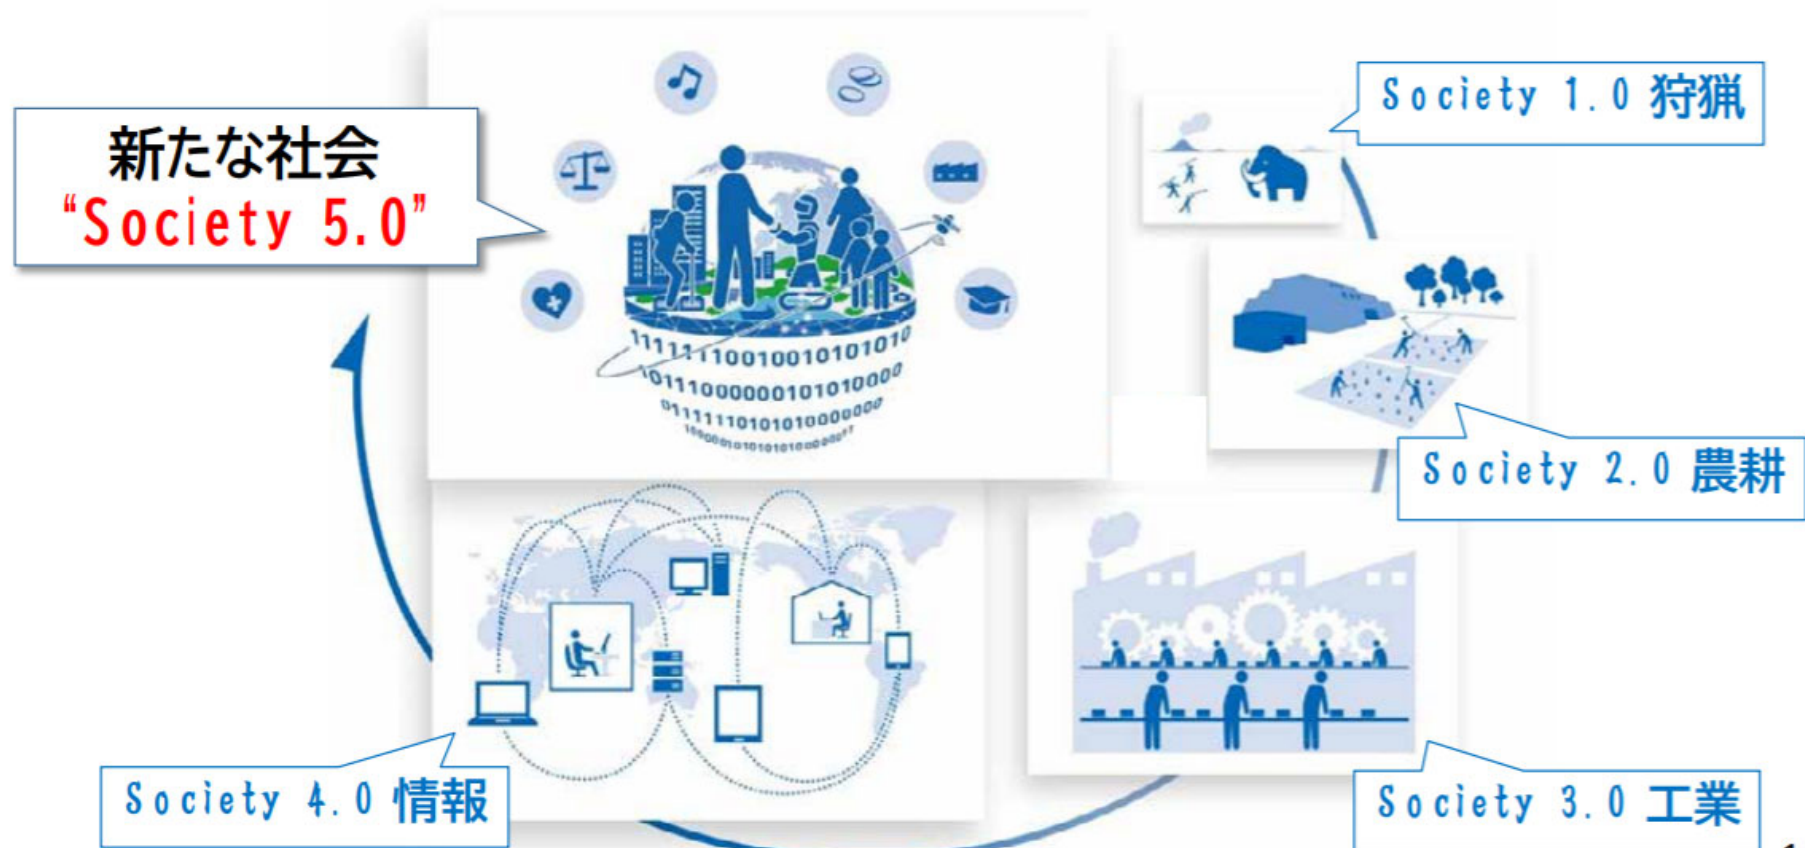 新たな社会
“Society 5.0”
Society 1.0 狩猟
Society 2.0 農耕
Society 3.0 工業
Society 4.0 情報